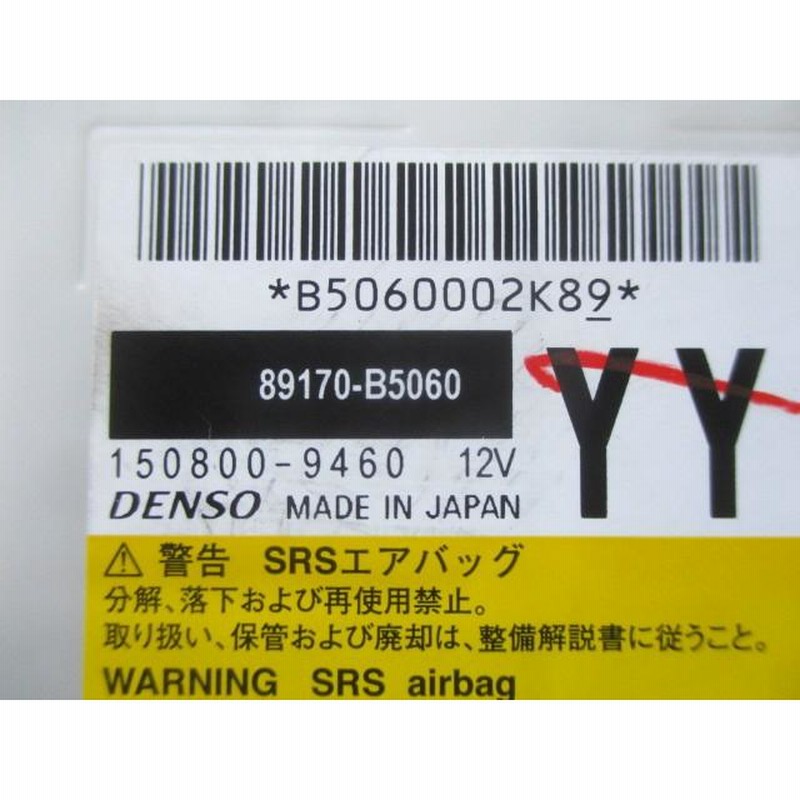 *B5060002K89*
89170-B5060
YY
150800-9460 12V
DENSO MADE IN JAPAN
⚠ 警告 SRSエアバッグ
分解、落下および再使用禁止。
取り扱い、保管および廃却は、整備解説書に従うこと。
WARNING SRS airbag